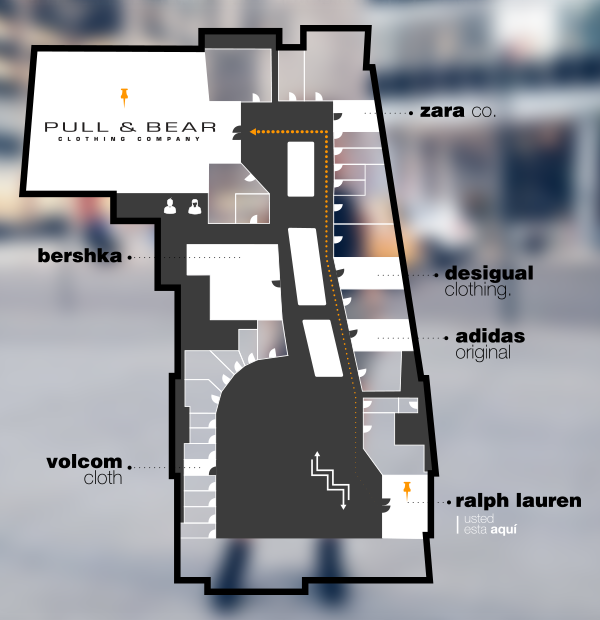 zara co.
PULL & BEAR
CLOTHING COMPANY
bershka
desigual
clothing.
adidas
original
volcom
cloth
ralph lauren
usted
esta aquí